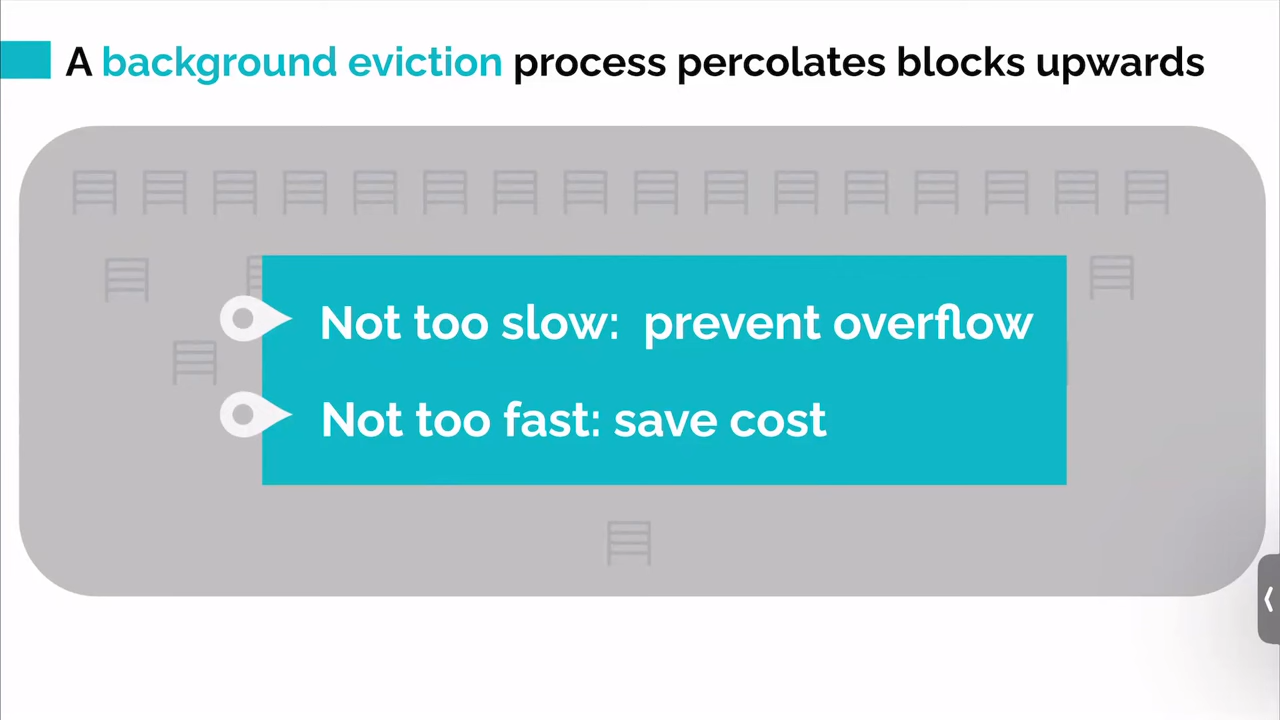 A background eviction process percolates blocks upwards
Not too slow: prevent overflow
Not too fast: save cost